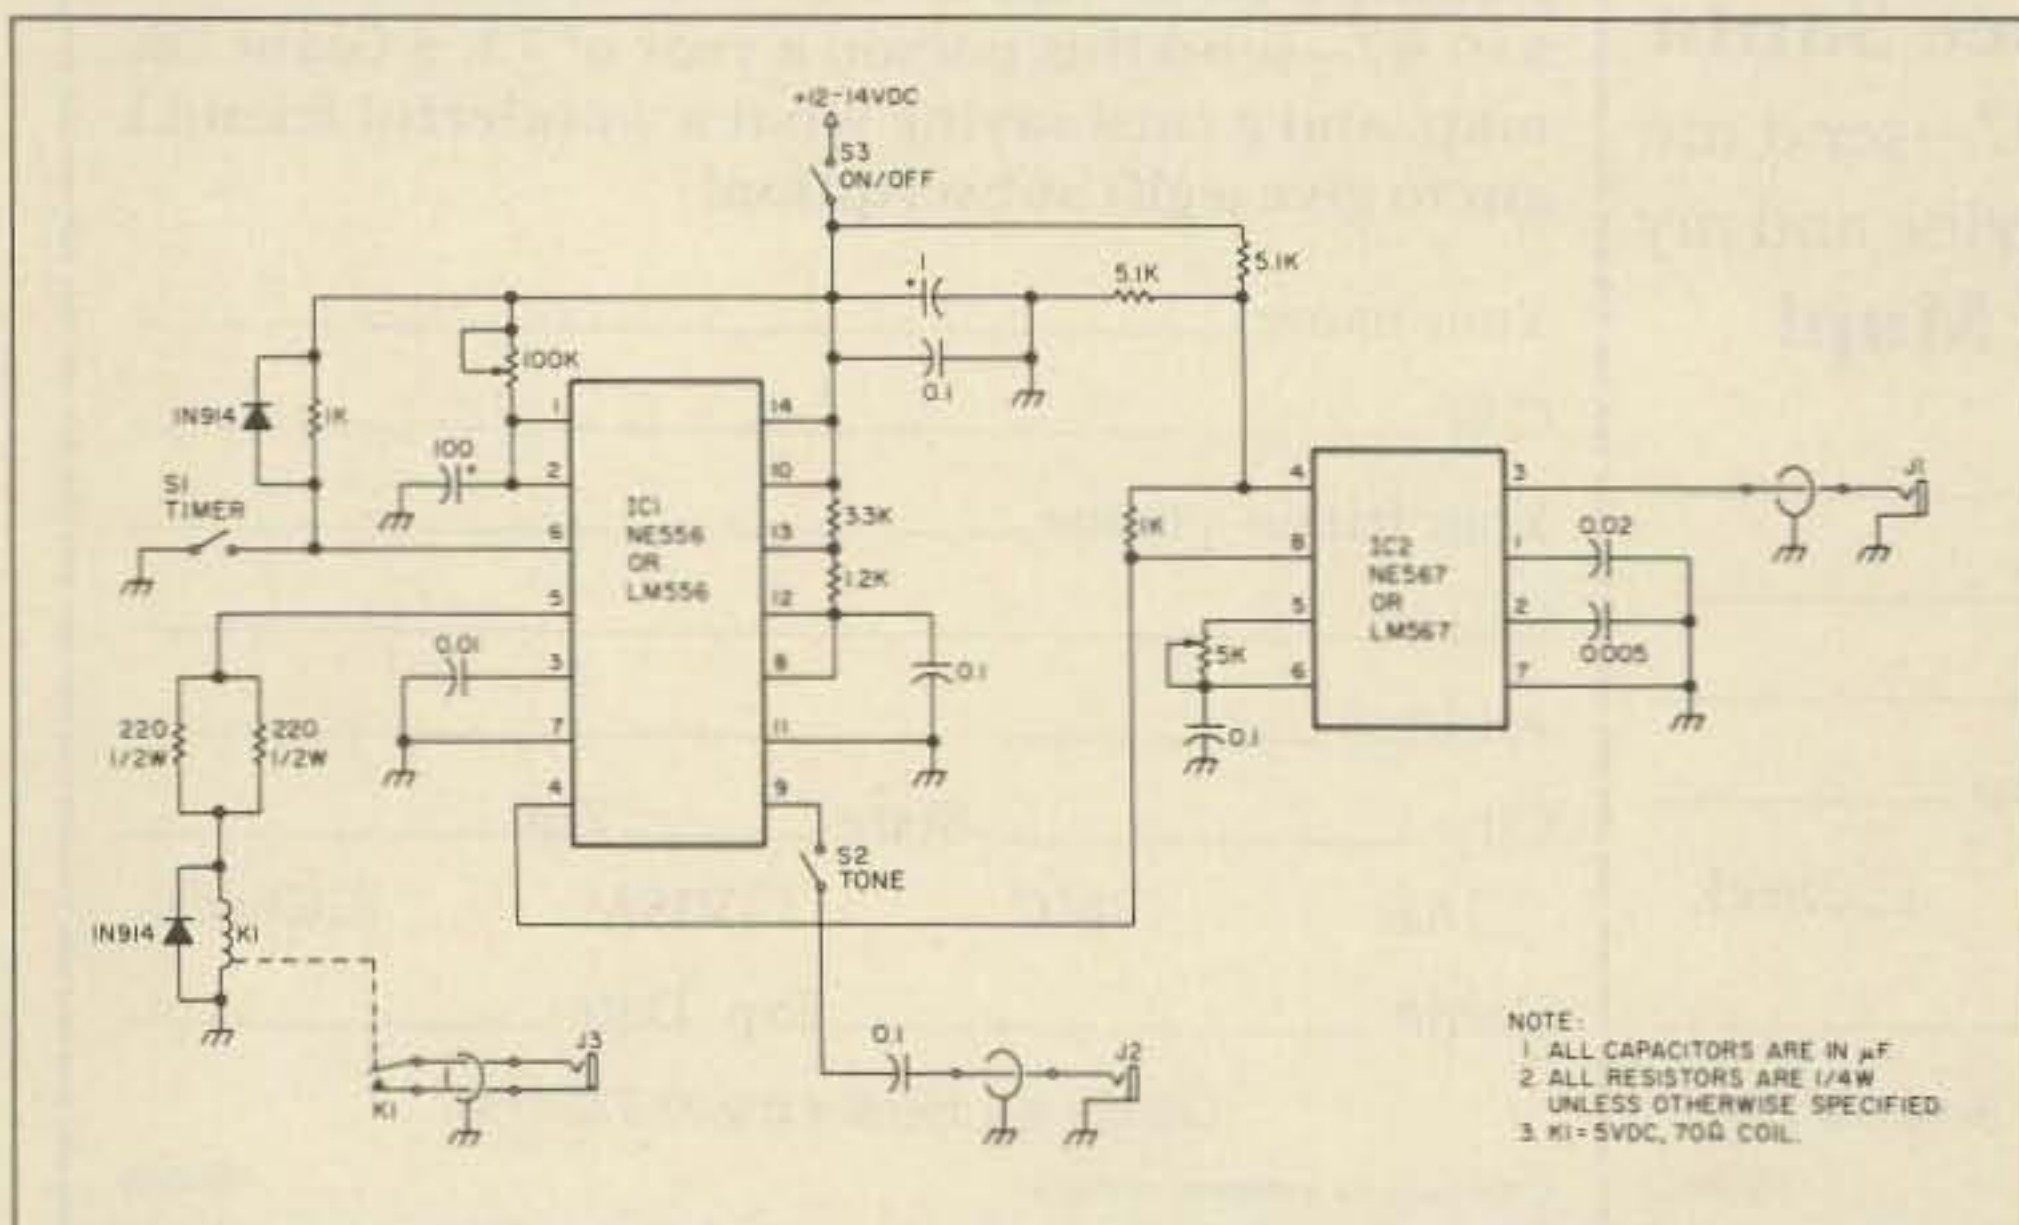 +12-14VDC
S3
ON/OFF
1
5.1K
5.1K
100K
0.1
1N914
1K
100
S1
TIMER
1
2
6
5
3
7
4
IC1
NE556
OR
LM556
14
10
13
12
8
11
9
3.3K
1.2K
0.1
0.01
220
1/2W
220
1/2W
S2
TONE
1N914
K1
K1
J3
0.1
J2
1K
4
8
5
6
IC2
NE567
OR
LM567
3
1
2
7
J1
0.02
0.005
5K
0.1
NOTE:
1. ALL CAPACITORS ARE IN µF
2. ALL RESISTORS ARE 1/4W
UNLESS OTHERWISE SPECIFIED
3. K1=5VDC, 70Ω COIL.